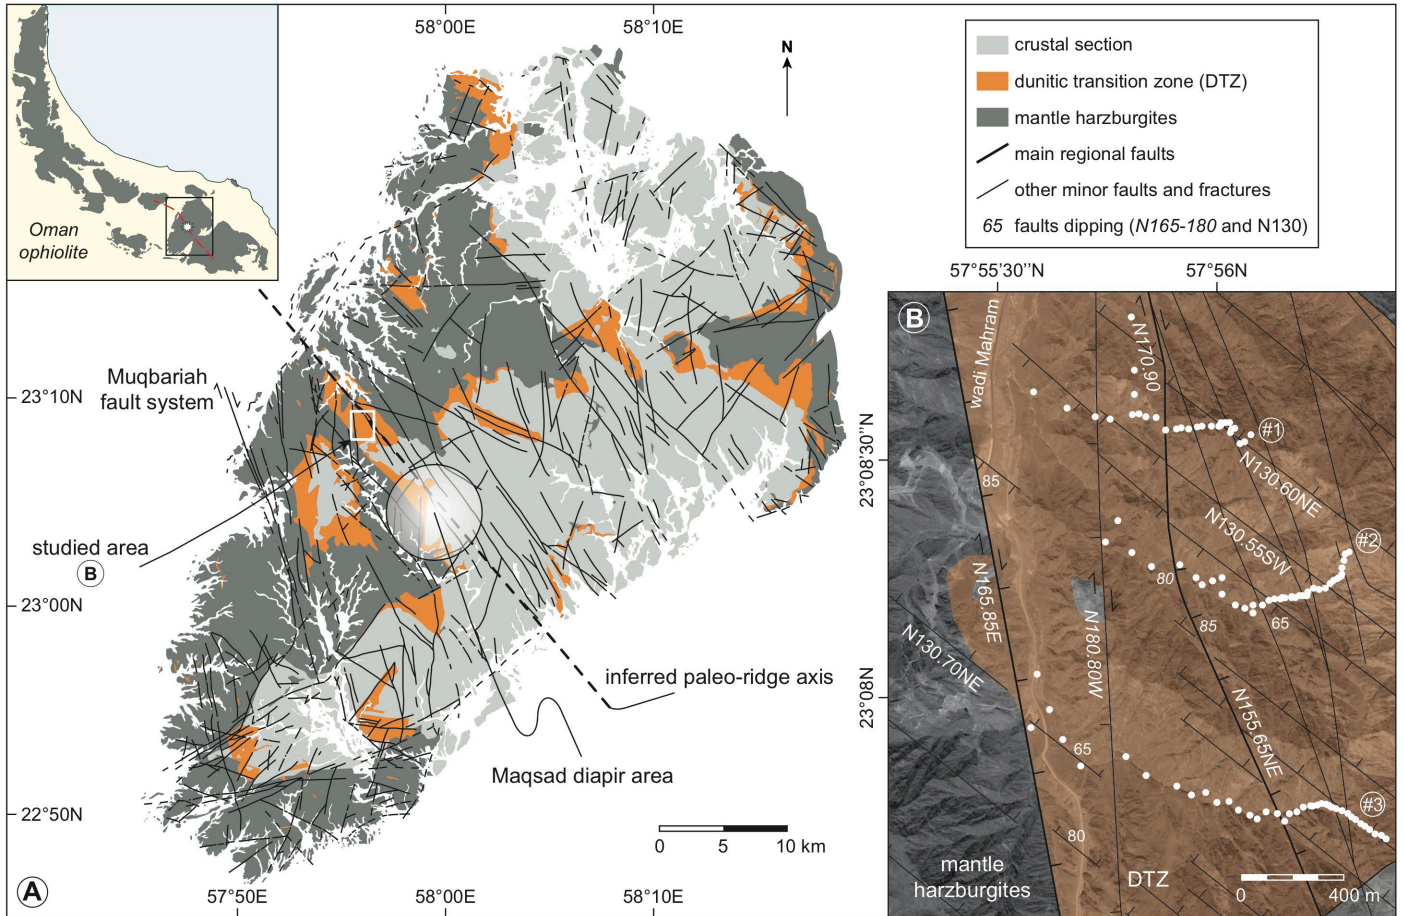 58°00E
58°10E
N
Oman
ophiolite
crustal section
dunitic transition zone (DTZ)
mantle harzburgites
main regional faults
other minor faults and fractures
65 faults dipping (N165-180 and N130)
57°55'30''N
57°56N
23°10N
Muqbariah
fault system
studied area
B
23°00N
inferred paleo-ridge axis
Maqsad diapir area
22°50N
0 5 10 km
A
57°50E
58°00E
58°10E
B
wadi Mahram
N170.90
#1
N130.60NE
23°08'30''N
85
N130.55SW
#2
80
N165.85E
65
85
N180.80W
N130.70NE
23°08N
N155.65NE
65
#3
80
mantle
harzburgites
DTZ
0 400 m